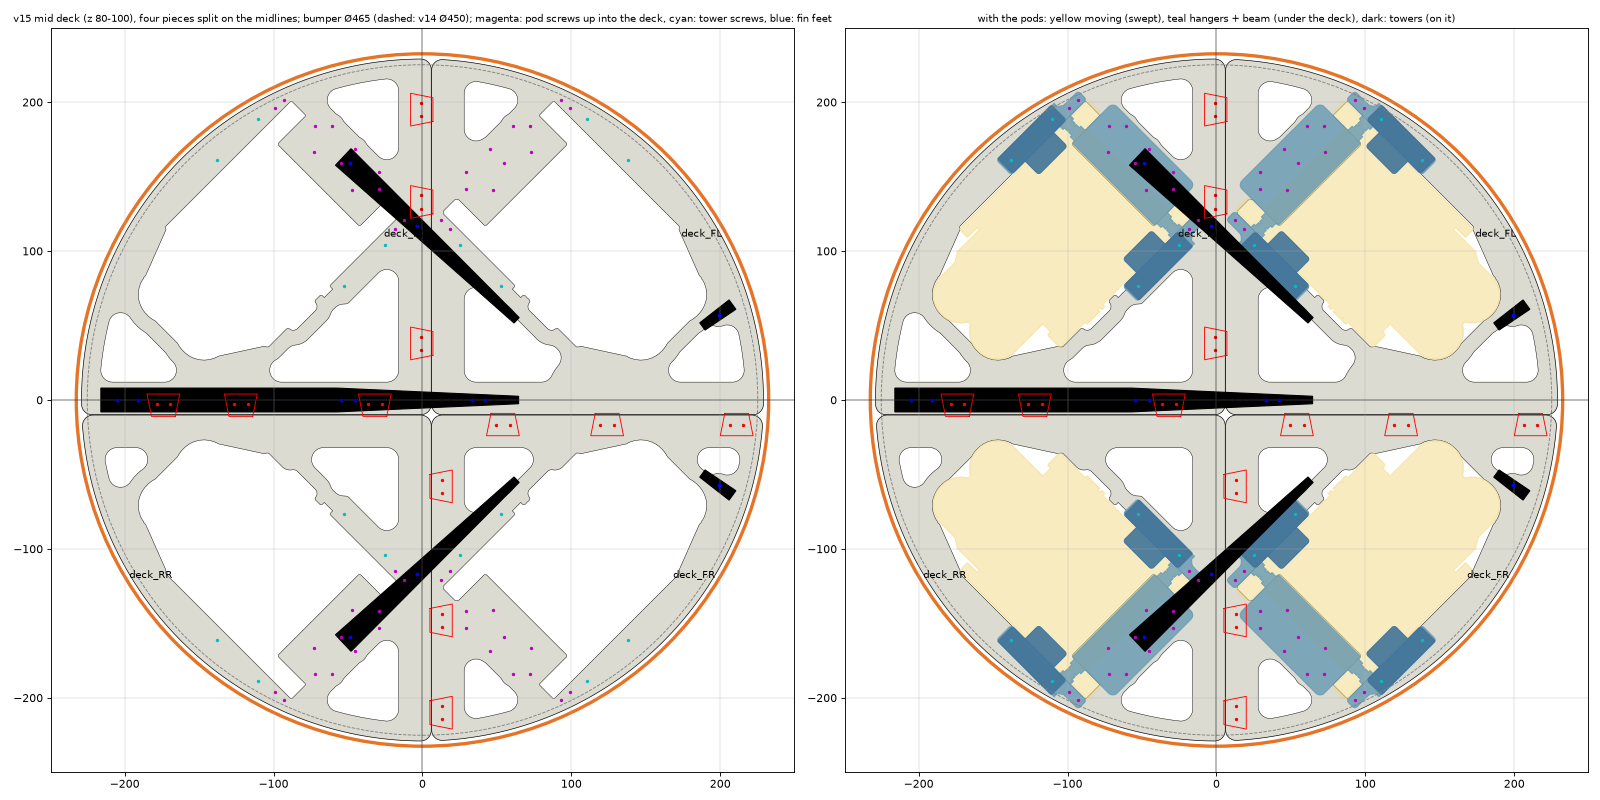 v15 mid deck (z 80-100), four pieces split on the midlines; bumper Ø465 (dashed: v14 Ø450); magenta: pod screws up into the deck, cyan: tower screws, blue: fin feet
with the pods: yellow moving (swept), teal hangers + beam (under the deck), dark: towers (on it)
200
100
0
−100
−200
−200
−100
0
100
200
deck_
deck_FL
deck_RR
deck_FR
200
100
0
−100
−200
−200
−100
0
100
200
deck_
deck_FL
deck_RR
deck_FR